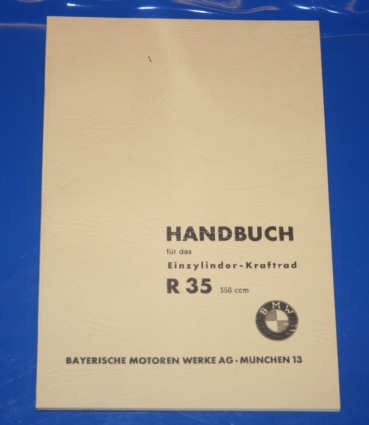 HANDBUCH
für das
Einzylinder-Kraftrad
R 35 350 ccm
BMW
BAYERISCHE MOTOREN WERKE AG - MÜNCHEN 13